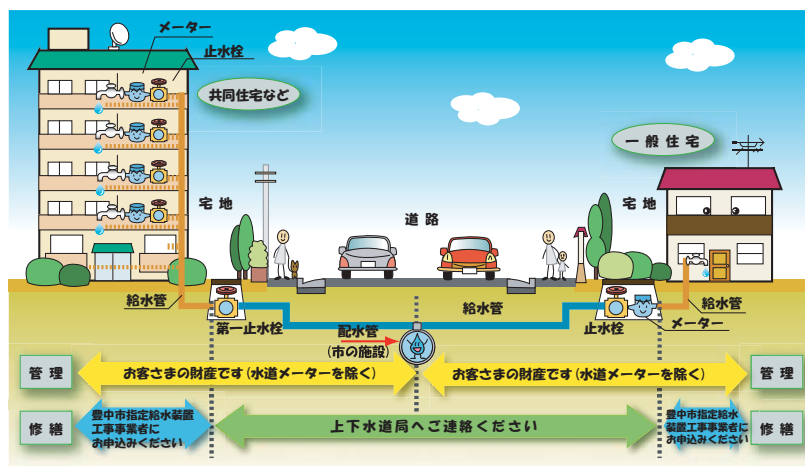 メーター
止水栓
共同住宅など
一般住宅
宅地
道路
宅地
給水管
第一止水栓
配水管
(市の施設)
給水管
止水栓
給水管
メーター
管理
お客さまの財産です(水道メーターを除く)
お客さまの財産です(水道メーターを除く)
管理
修繕
豊中市指定給水装置
工事事業者に
お申込みください
上下水道局へご連絡ください
豊中市指定給水
装置工事事業者に
お申込みください
修繕